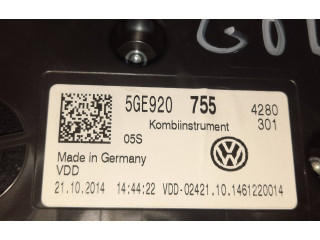 GOL
5GE920 755 4280
Kombiinstrument 301
05S
Made in Germany
VDD
21.10.2014 14:44:22 VDD-02421.10.1461220014